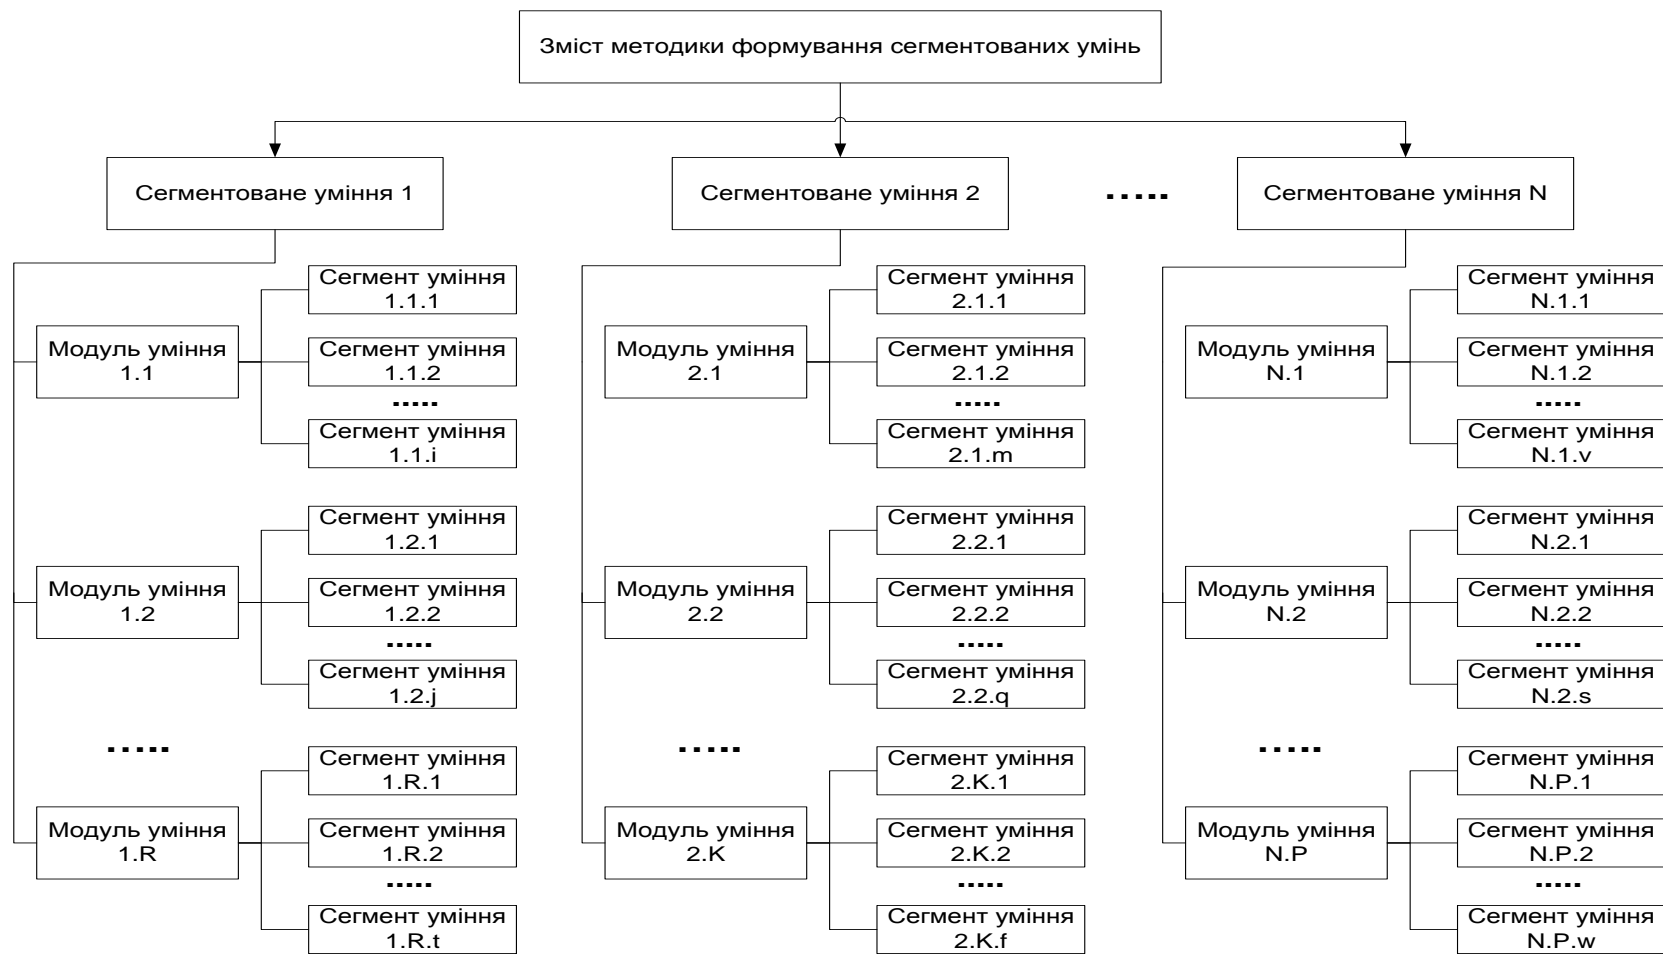 Зміст методики формування сегментованих умінь
Сегментоване уміння 1
Сегментоване уміння 2
.....
Сегментоване уміння N
Сегмент уміння
1.1.1
Модуль уміння
1.1
Сегмент уміння
1.1.2
.....
Сегмент уміння
1.1.i
Сегмент уміння
1.2.1
Модуль уміння
1.2
Сегмент уміння
1.2.2
.....
Сегмент уміння
1.2.j
.....
Сегмент уміння
1.R.1
Модуль уміння
1.R
Сегмент уміння
1.R.2
.....
Сегмент уміння
1.R.t
Сегмент уміння
2.1.1
Модуль уміння
2.1
Сегмент уміння
2.1.2
.....
Сегмент уміння
2.1.m
Сегмент уміння
2.2.1
Модуль уміння
2.2
Сегмент уміння
2.2.2
.....
Сегмент уміння
2.2.q
.....
Сегмент уміння
2.K.1
Модуль уміння
2.K
Сегмент уміння
2.K.2
.....
Сегмент уміння
2.K.f
Сегмент уміння
N.1.1
Модуль уміння
N.1
Сегмент уміння
N.1.2
.....
Сегмент уміння
N.1.v
Сегмент уміння
N.2.1
Модуль уміння
N.2
Сегмент уміння
N.2.2
.....
Сегмент уміння
N.2.s
.....
Сегмент уміння
N.P.1
Модуль уміння
N.P
Сегмент уміння
N.P.2
.....
Сегмент уміння
N.P.w